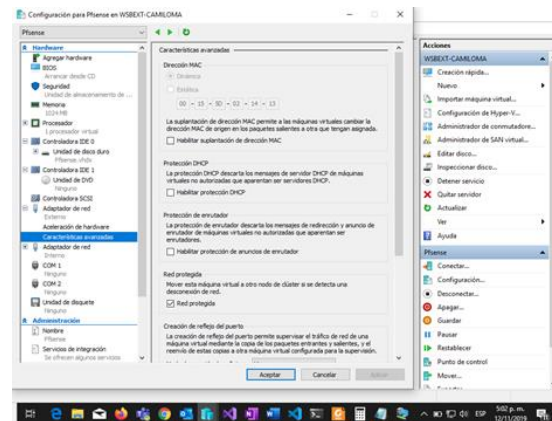 Configuración para Pfsense en WSBEXT-CAMILOMA
Pfsense
Hardware
Agregar hardware
BIOS
Arrancar desde CD
Seguridad
Unidad de almacenamiento de ...
Memoria
1024 MB
Procesador
1 procesador virtual
Controladora IDE 0
Unidad de disco duro
Pfsense.vhdx
Controladora IDE 1
Unidad de DVD
Ninguno
Controladora SCSI
Adaptador de red
Externo
Aceleración de hardware
Características avanzadas
Adaptador de red
Interno
COM 1
Ninguno
COM 2
Ninguno
Unidad de disquete
Ninguno
Administración
Nombre
Pfsense
Servicios de integración
Se ofrecen algunos servicios
Características avanzadas
Dirección MAC
Dinámica
Estática
00 - 15 - 5D - 02 - 14 - 13
La suplantación de dirección MAC permite a las máquinas virtuales cambiar la
dirección MAC de origen en los paquetes salientes a otra que tengan asignada.
Habilitar suplantación de dirección MAC
Protección DHCP
La protección DHCP descarta los mensajes de servidor DHCP de máquinas
virtuales no autorizadas que aparentan ser servidores DHCP.
Habilitar protección DHCP
Protección de enrutador
La protección de enrutador descarta los mensajes de redirección y anuncio de
enrutador de máquinas virtuales no autorizadas que aparentan ser
enrutadores.
Habilitar protección de anuncios de enrutador
Red protegida
Mover esta máquina virtual a otro nodo de clúster si se detecta una
desconexión de red.
Red protegida
Creación de reflejo del puerto
La creación de reflejo del puerto permite supervisar el tráfico de red de una
máquina virtual mediante la copia de los paquetes entrantes y salientes, y el
reenvío de estas copias a otra máquina virtual configurada para la supervisión.
Aceptar
Cancelar
Aplicar
Acciones
WSBEXT-CAMILOMA
Creación rápida...
Nuevo
Importar máquina virtual...
Configuración de Hyper-V...
Administrador de conmutadore...
Administrador de SAN virtual...
Editar disco...
Inspeccionar disco...
Detener servicio
Quitar servidor
Actualizar
Ver
Ayuda
Pfsense
Conectar...
Configuración...
Desconectar...
Apagar...
Guardar
Pausar
Restablecer
Punto de control
Mover...
ESP
5:02 p. m.
12/11/2019